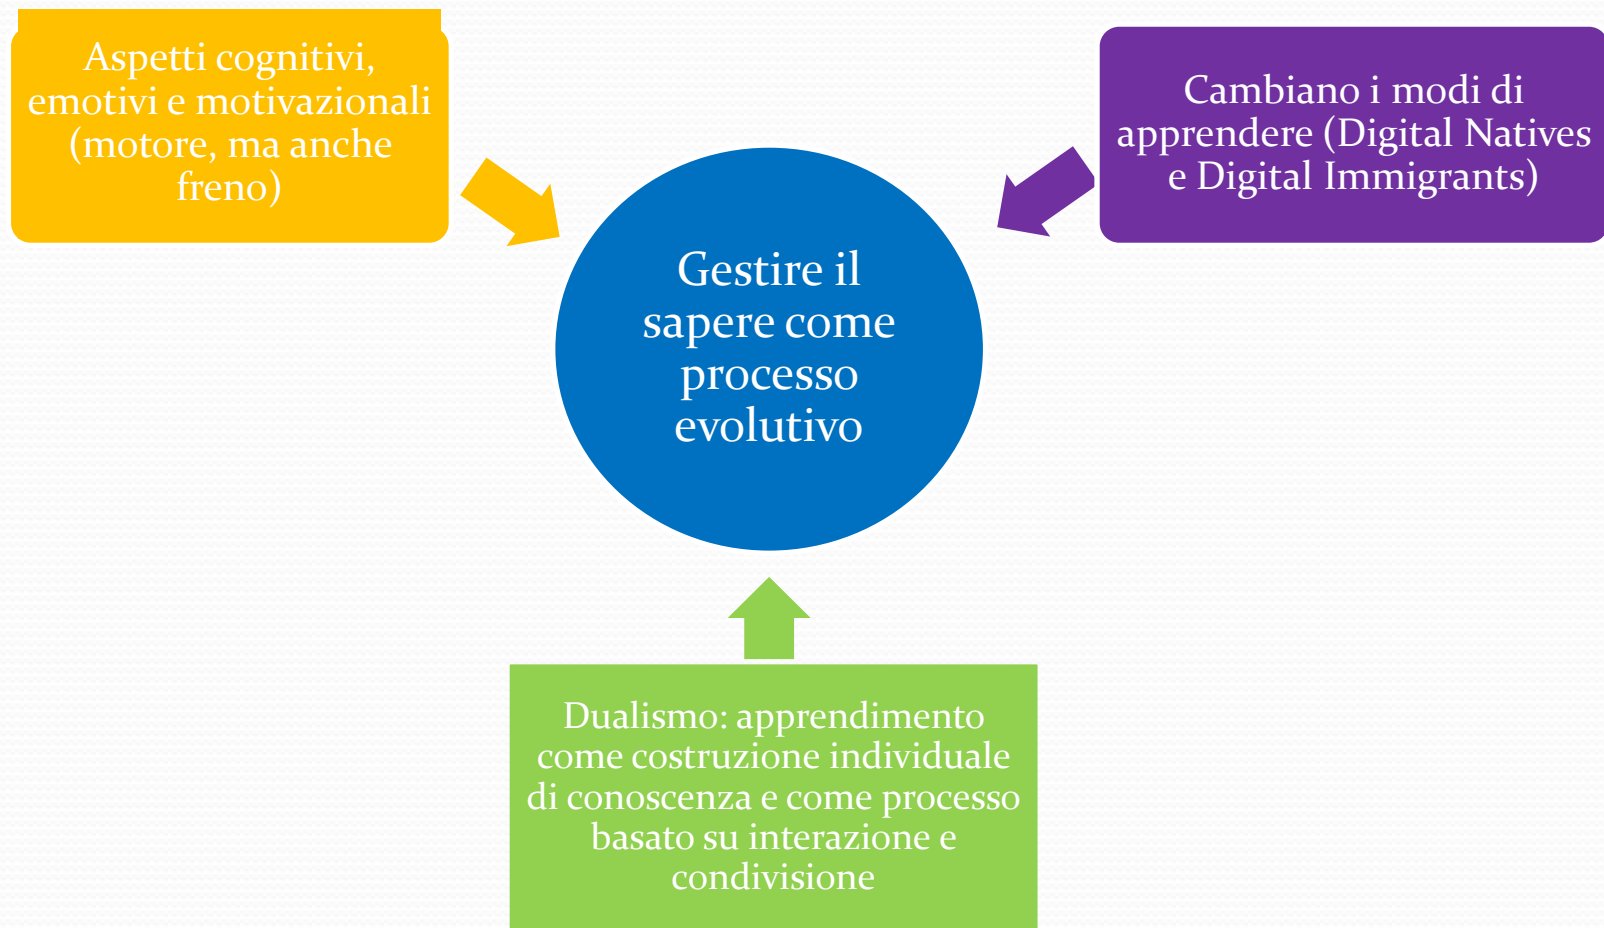 Aspetti cognitivi,
emotivi e motivazionali
(motore, ma anche
freno)
Cambiano i modi di
apprendere (Digital Natives
e Digital Immigrants)
Gestire il
sapere come
processo
evolutivo
Dualismo: apprendimento
come costruzione individuale
di conoscenza e come processo
basato su interazione e
condivisione